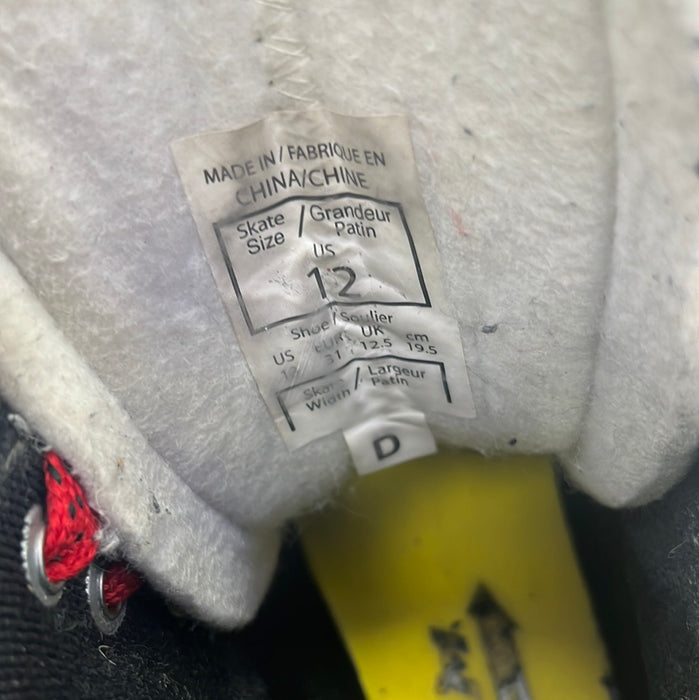 MADE IN / FABRIQUE EN
CHINA/CHINE
Skate Size / Grandeur Patin
US
12
Shoe / Soulier
US EUR UK cm
31 12.5 19.5
Skate Width / Largeur Patin
D